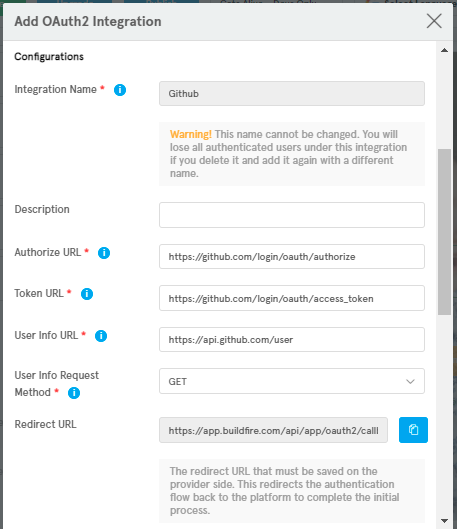 Add OAuth2 Integration
Configurations
Integration Name *
Github
Warning! This name cannot be changed. You will
lose all authenticated users under this integration
if you delete it and add it again with a different
name.
Description
Authorize URL *
https://github.com/login/oauth/authorize
Token URL *
https://github.com/login/oauth/access_token
User Info URL *
https://api.github.com/user
User Info Request
Method *
GET
Redirect URL
https://app.buildfire.com/api/app/oauth2/call
The redirect URL that must be saved on the
provider side. This redirects the authentication
flow back to the platform to complete the initial
process.